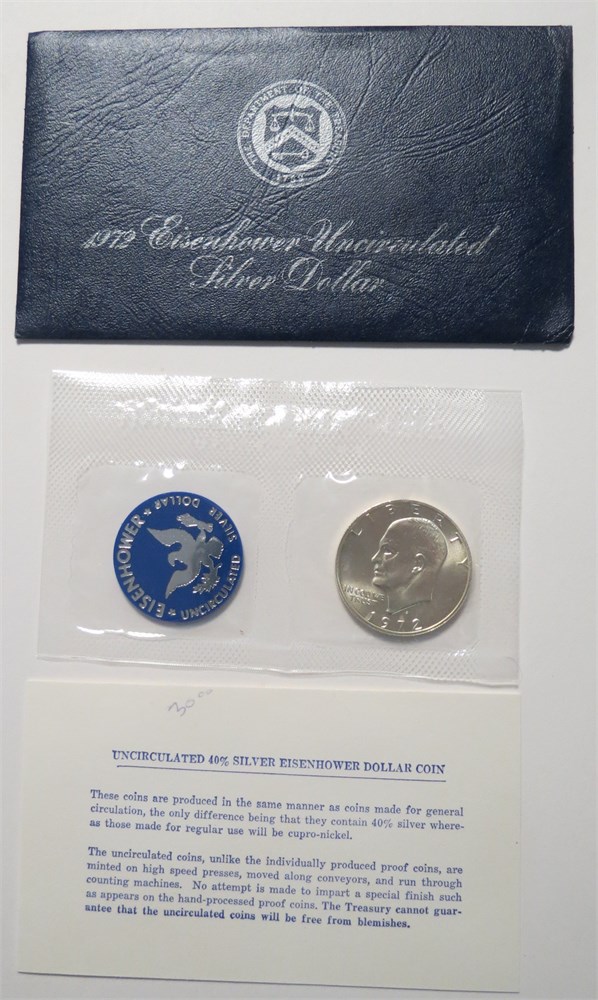 THE DEPARTMENT OF THE TREASURY
1789
1972 Eisenhower Uncirculated
Silver Dollar
EISENHOWER
SILVER DOLLAR
UNCIRCULATED
LIBERTY
IN GOD WE
TRUST
1972
30⁰⁰
UNCIRCULATED 40% SILVER EISENHOWER DOLLAR COIN
These coins are produced in the same manner as coins made for general
circulation, the only difference being that they contain 40% silver where-
as those made for regular use will be cupro-nickel.
The uncirculated coins, unlike the individually produced proof coins, are
minted on high speed presses, moved along conveyors, and run through
counting machines. No attempt is made to impart a special finish such
as appears on the hand-processed proof coins. The Treasury cannot guar-
antee that the uncirculated coins will be free from blemishes.